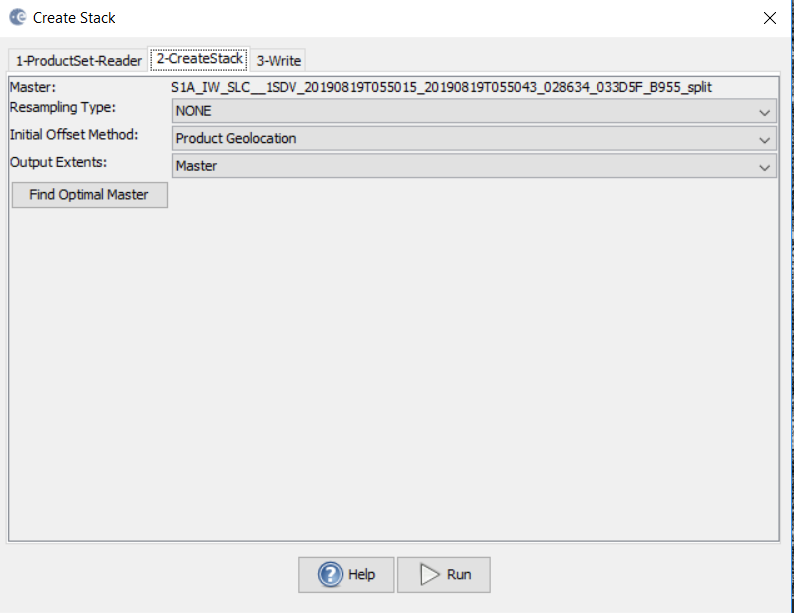 Create Stack
1-ProductSet-Reader 2-CreateStack 3-Write
Master: S1A_IW_SLC__1SDV_20190819T055015_20190819T055043_028634_033D5F_B955_split
Resampling Type: NONE
Initial Offset Method: Product Geolocation
Output Extents: Master
Find Optimal Master
Help Run